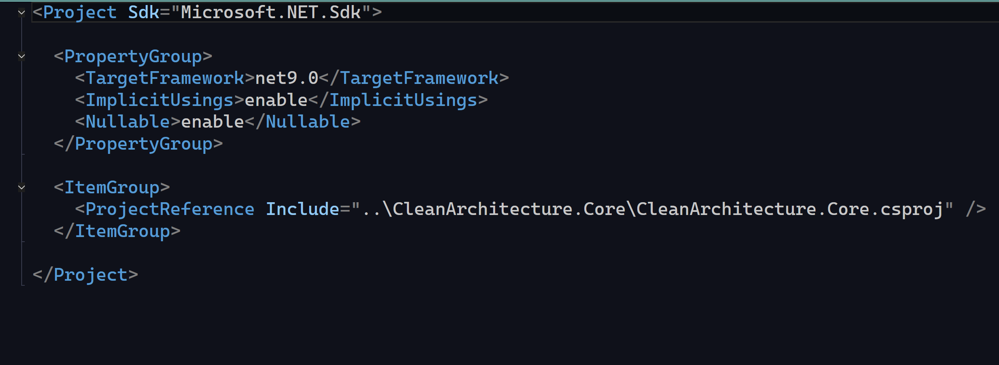 <Project Sdk="Microsoft.NET.Sdk">
<PropertyGroup>
<TargetFramework>net9.0</TargetFramework>
<ImplicitUsings>enable</ImplicitUsings>
<Nullable>enable</Nullable>
</PropertyGroup>
<ItemGroup>
<ProjectReference Include="..\CleanArchitecture.Core\CleanArchitecture.Core.csproj" />
</ItemGroup>
</Project>